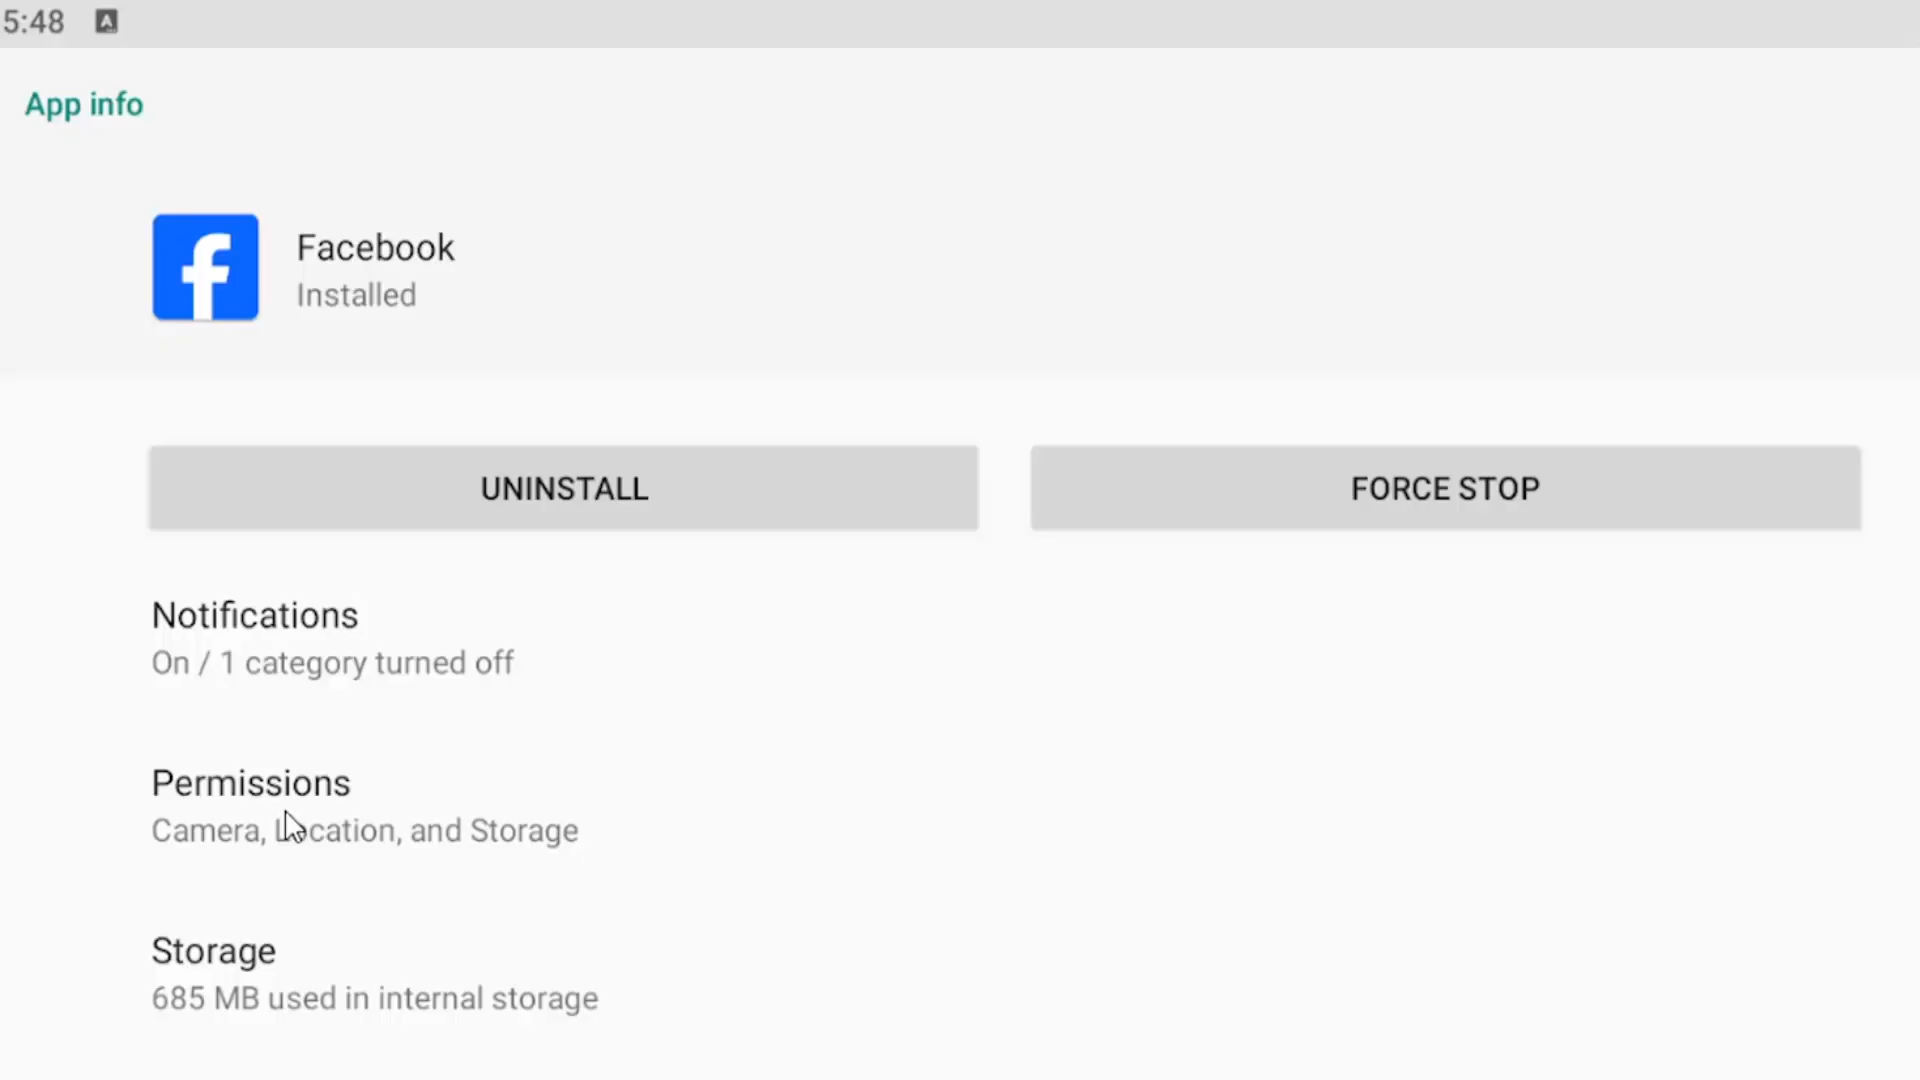 5:48
App info
Facebook
Installed
UNINSTALL
FORCE STOP
Notifications
On / 1 category turned off
Permissions
Camera, Location, and Storage
Storage
685 MB used in internal storage